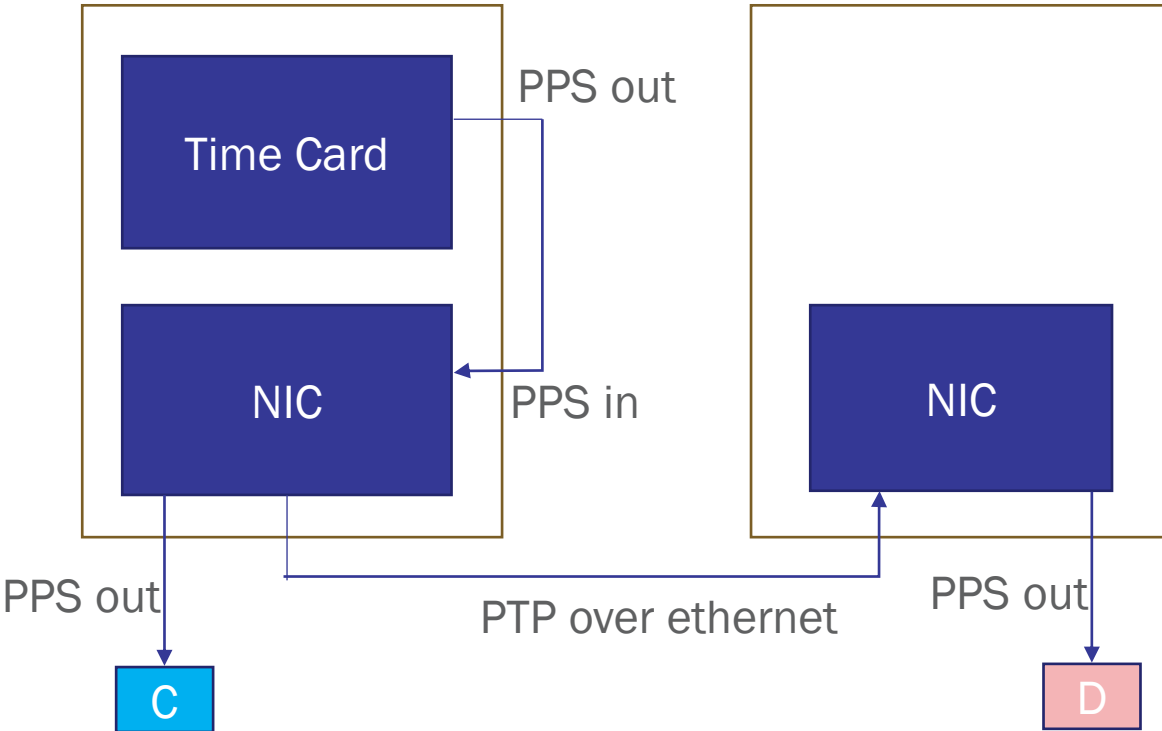 PPS out
Time Card
NIC
PPS in
NIC
PPS out
PTP over ethernet
PPS out
C
D